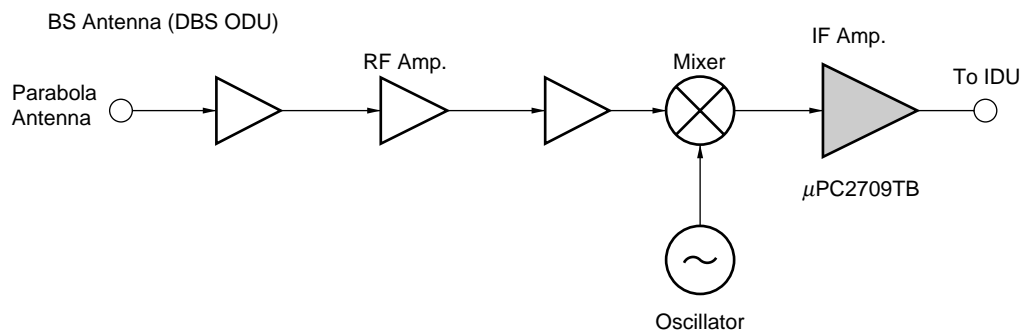 BS Antenna (DBS ODU)
IF Amp.
RF Amp.
Mixer
To IDU
Parabola
Antenna
μPC2709TB
Oscillator